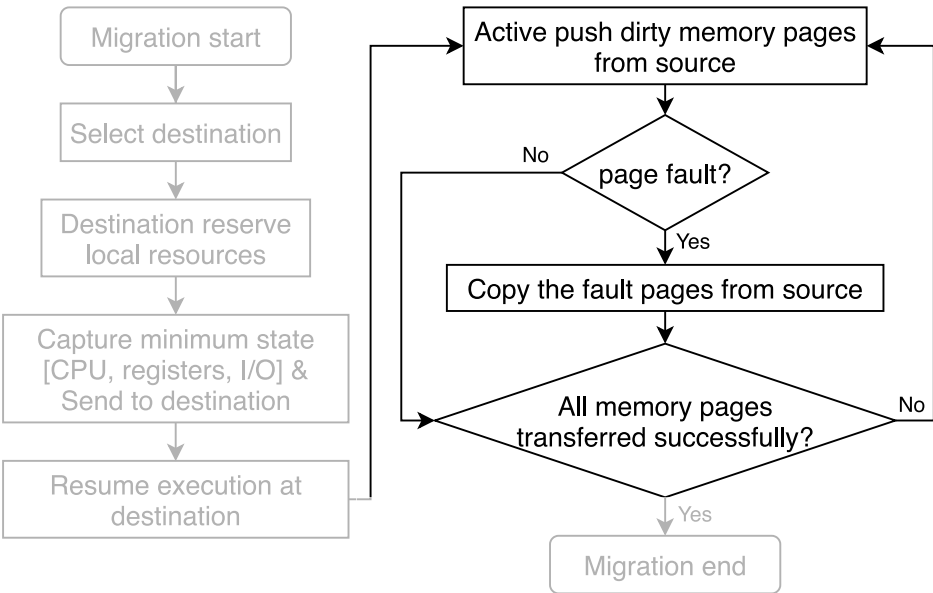 Migration start
Select destination
Destination reserve
local resources
Capture minimum state
[CPU, registers, I/O] &
Send to destination
Resume execution at
destination
Active push dirty memory pages
from source
page fault?
No
Yes
Copy the fault pages from source
All memory pages
transferred successfully?
No
Yes
Migration end